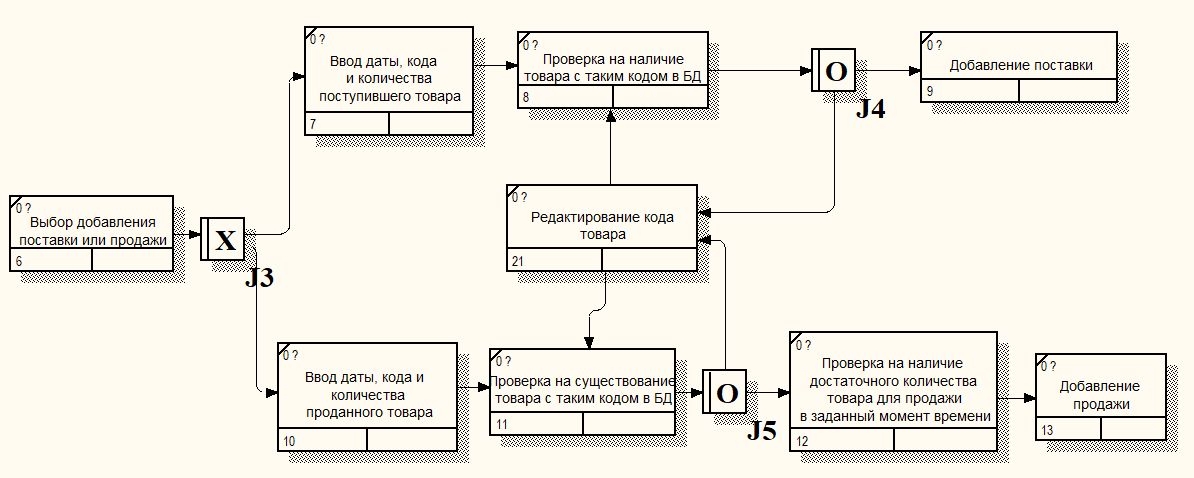 0 ?
Ввод даты, кода
и количества
поступившего товара
7
0 ?
Проверка на наличие
товара с таким кодом в БД
8
O
J4
0 ?
Добавление поставки
9
0 ?
Выбор добавления
поставки или продажи
6
X
J3
0 ?
Редактирование кода
товара
21
0 ?
Ввод даты, кода и
количества
проданного товара
10
0 ?
Проверка на существование
товара с таким кодом в БД
11
O
J5
0 ?
Проверка на наличие
достаточного количества
товара для продажи
в заданный момент времени
12
0 ?
Добавление
продажи
13